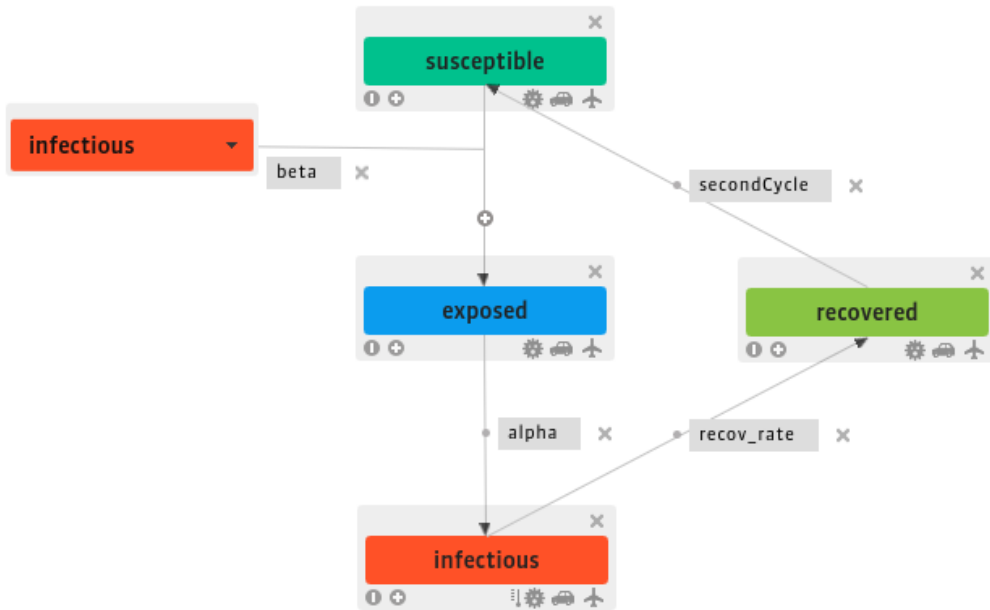 susceptible
infectious
beta
secondCycle
exposed
recovered
alpha
recov_rate
infectious